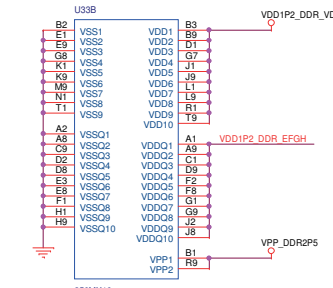 U33B
VDD1P2_DDR_VD
B2 VSS1 VDD1 B3
E1 VSS2 VDD2 B9
E9 VSS3 VDD3 D1
G8 VSS4 VDD4 G7
K1 VSS5 VDD5 J1
K9 VSS6 VDD6 J9
M9 VSS7 VDD7 L1
N1 VSS8 VDD8 L9
T1 VSS9 VDD9 R1
VDD10 T9
A2 VSSQ1 VDDQ1 A1 VDD1P2_DDR_EFGH
A8 VSSQ2 VDDQ2 A9
C9 VSSQ3 VDDQ3 C1
D2 VSSQ4 VDDQ4 D9
D8 VSSQ5 VDDQ5 F2
E3 VSSQ6 VDDQ6 F8
E8 VSSQ7 VDDQ7 G1
F1 VSSQ8 VDDQ8 G9
H1 VSSQ9 VDDQ9 J2
H9 VSSQ10 VDDQ10 J8
VPP_DDR2P5
VPP1 B1
VPP2 R9